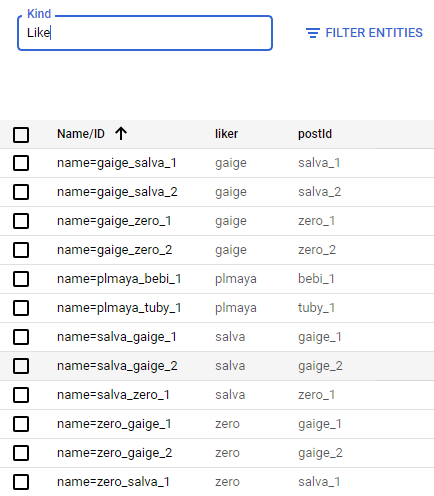 Kind
Like FILTER ENTITIES
Name/ID liker postId
name=gaige_salva_1 gaige salva_1
name=gaige_salva_2 gaige salva_2
name=gaige_zero_1 gaige zero_1
name=gaige_zero_2 gaige zero_2
name=plmaya_bebi_1 plmaya bebi_1
name=plmaya_tuby_1 plmaya tuby_1
name=salva_gaige_1 salva gaige_1
name=salva_gaige_2 salva gaige_2
name=salva_zero_1 salva zero_1
name=zero_gaige_1 zero gaige_1
name=zero_gaige_2 zero gaige_2
name=zero_salva_1 zero salva_1